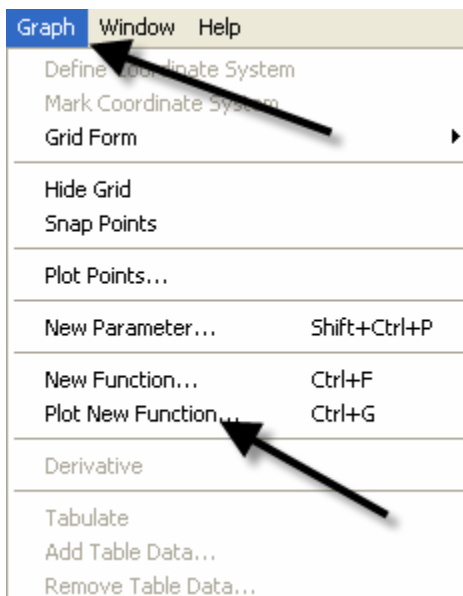 Graph Window Help
Define Coordinate System
Mark Coordinate System
Grid Form
Hide Grid
Snap Points
Plot Points...
New Parameter... Shift+Ctrl+P
New Function... Ctrl+F
Plot New Function... Ctrl+G
Derivative
Tabulate
Add Table Data...
Remove Table Data...